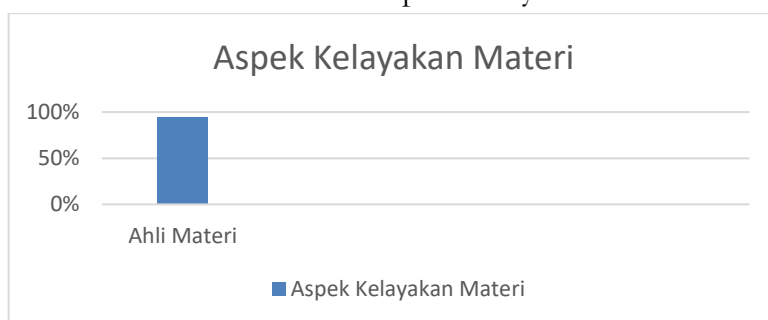 Aspek Kelayakan Materi
100%
50%
0%
Ahli Materi
Aspek Kelayakan Materi